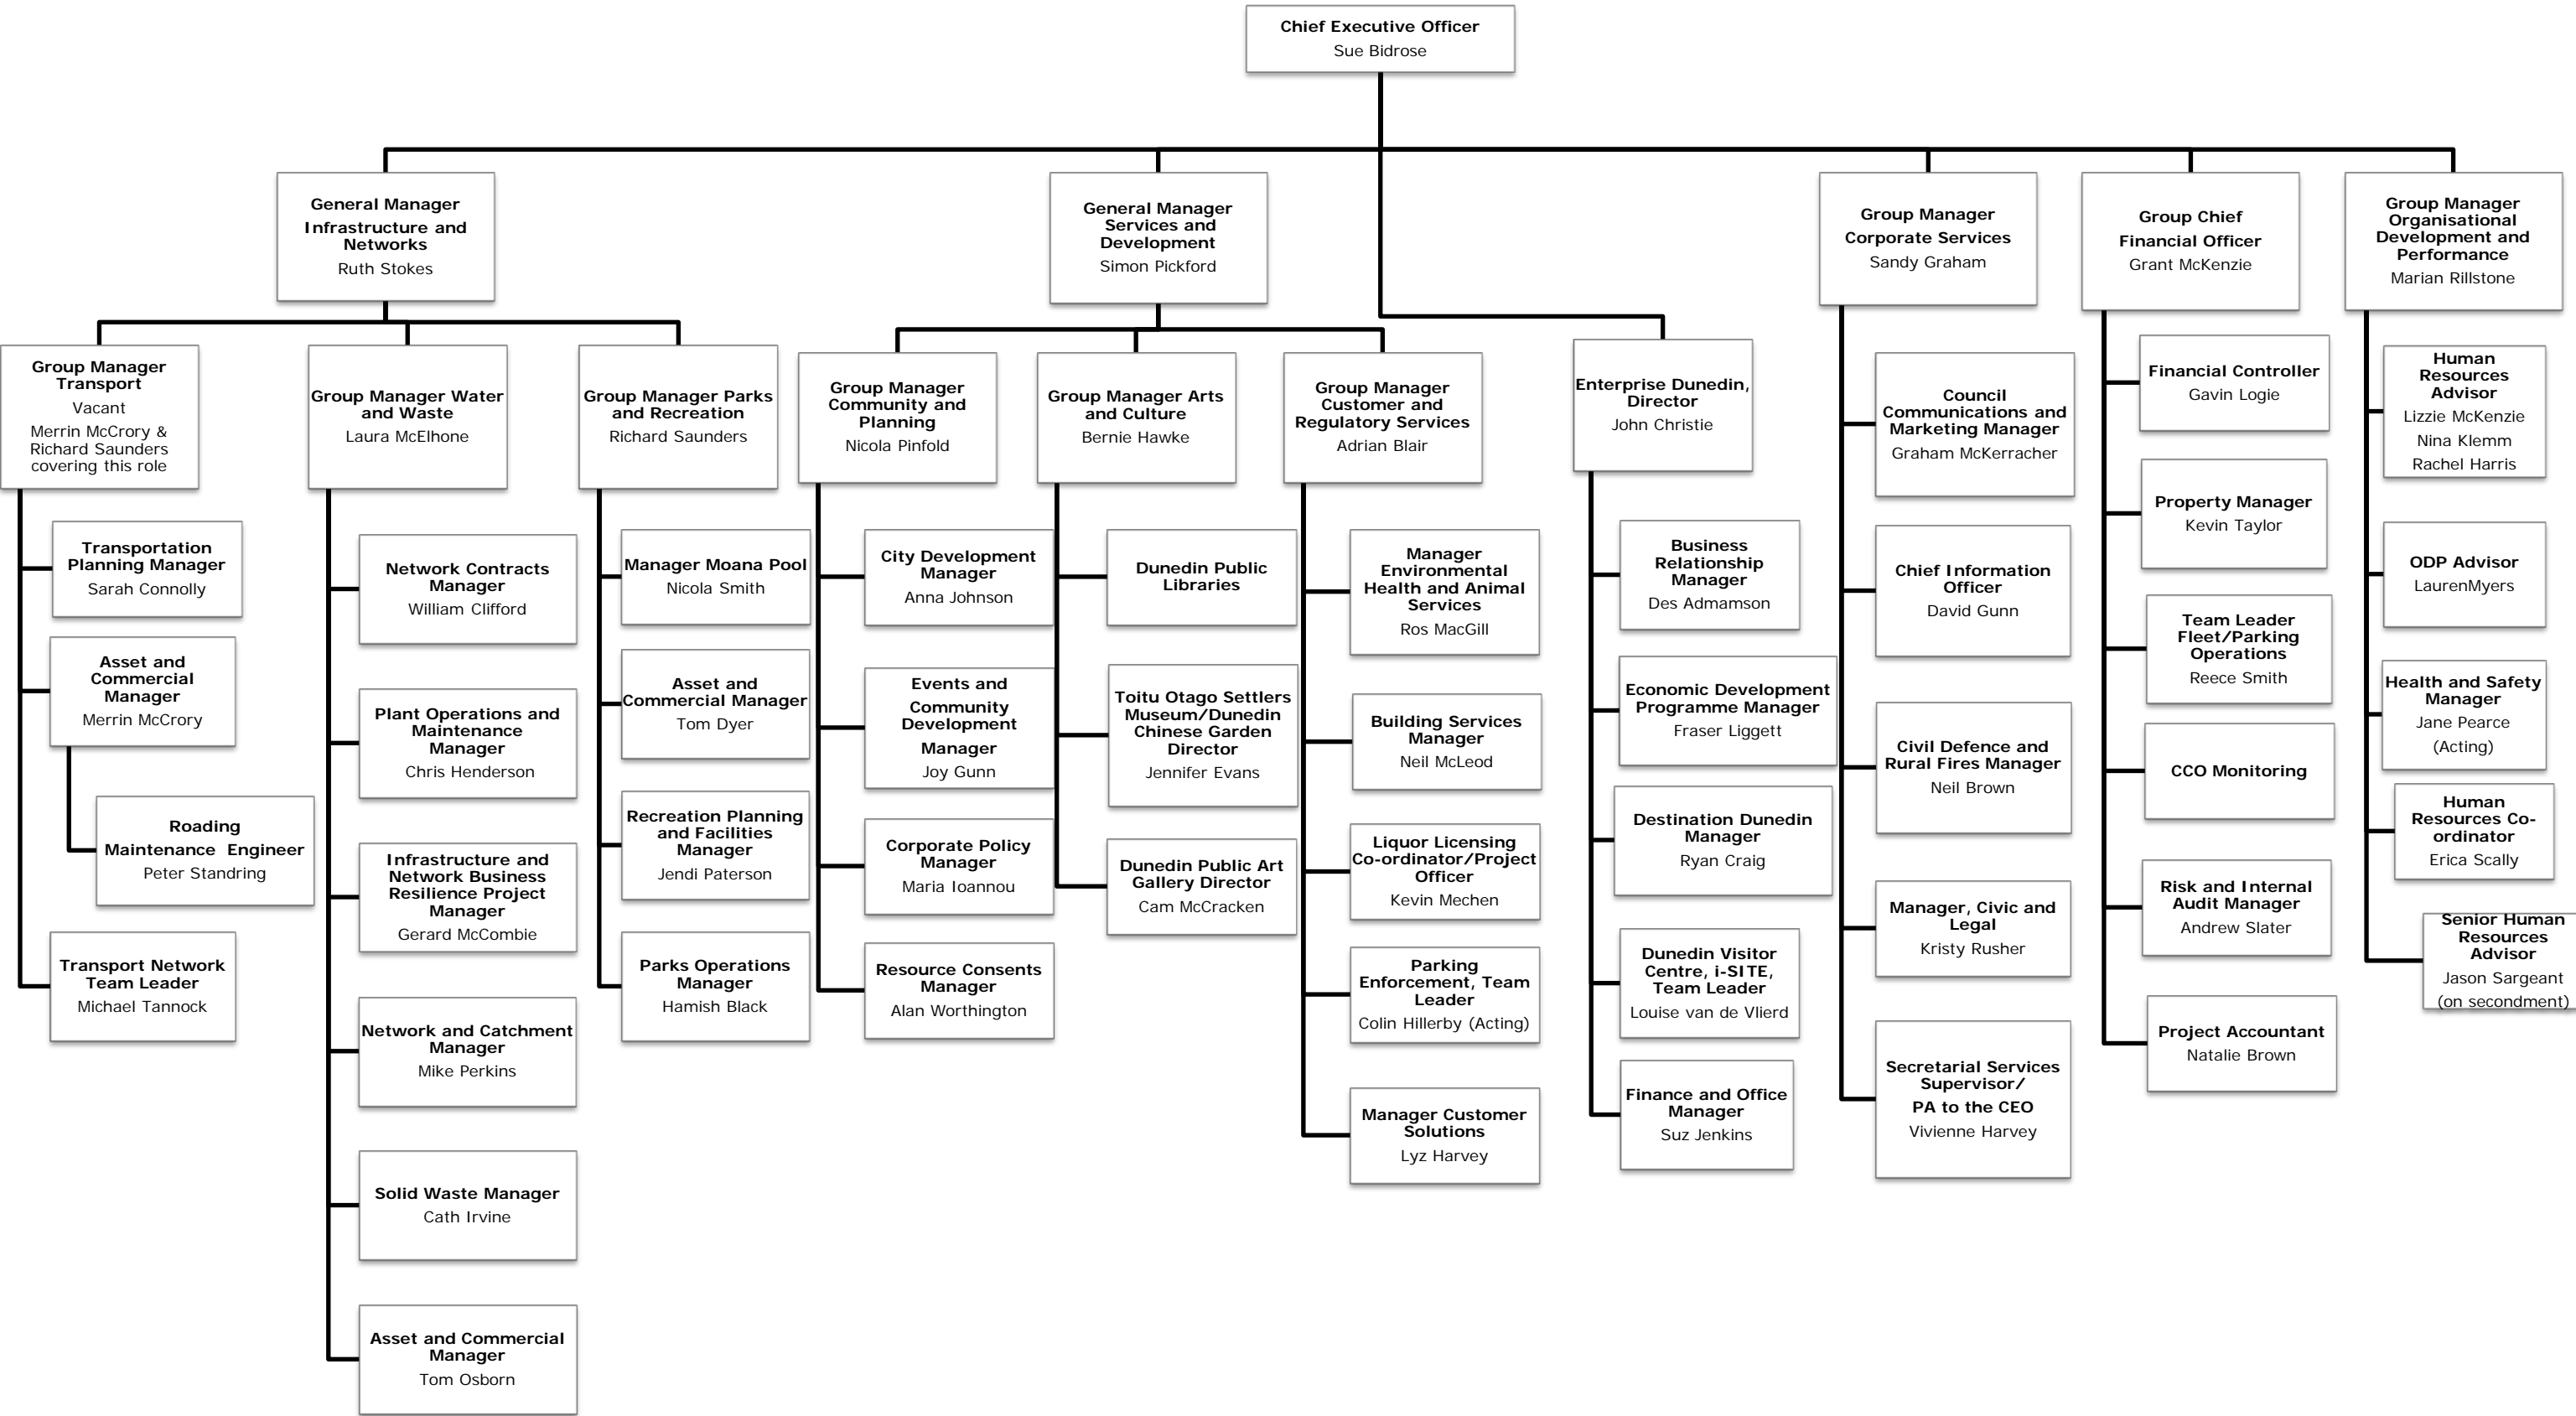 Chief Executive Officer
Sue Bidrose
General Manager
Infrastructure and
Networks
Ruth Stokes
General Manager
Services and
Development
Simon Pickford
Group Manager
Corporate Services
Sandy Graham
Group Chief
Financial Officer
Grant McKenzie
Group Manager
Organisational
Development and
Performance
Marian Rillstone
Group Manager
Transport
Vacant
Merrin McCrory &
Richard Saunders
covering this role
Group Manager Water
and Waste
Laura McElhone
Group Manager Parks
and Recreation
Richard Saunders
Group Manager
Community and
Planning
Nicola Pinfold
Group Manager Arts
and Culture
Bernie Hawke
Group Manager
Customer and
Regulatory Services
Adrian Blair
Enterprise Dunedin,
Director
John Christie
Transportation
Planning Manager
Sarah Connolly
Asset and
Commercial
Manager
Merrin McCrory
Roading
Maintenance Engineer
Peter Standring
Transport Network
Team Leader
Michael Tannock
Network Contracts
Manager
William Clifford
Plant Operations and
Maintenance
Manager
Chris Henderson
Infrastructure and
Network Business
Resilience Project
Manager
Gerard McCombie
Network and Catchment
Manager
Mike Perkins
Solid Waste Manager
Cath Irvine
Asset and Commercial
Manager
Tom Osborn
Manager Moana Pool
Nicola Smith
Asset and
Commercial Manager
Tom Dyer
Recreation Planning
and Facilities
Manager
Jendi Paterson
Parks Operations
Manager
Hamish Black
City Development
Manager
Anna Johnson
Events and
Community
Development
Manager
Joy Gunn
Corporate Policy
Manager
Maria Ioannou
Resource Consents
Manager
Alan Worthington
Dunedin Public
Libraries
Toitu Otago Settlers
Museum/Dunedin
Chinese Garden
Director
Jennifer Evans
Dunedin Public Art
Gallery Director
Cam McCracken
Manager
Environmental
Health and Animal
Services
Ros MacGill
Building Services
Manager
Neil McLeod
Liquor Licensing
Co-ordinator/Project
Officer
Kevin Mechen
Parking
Enforcement, Team
Leader
Colin Hillerby (Acting)
Manager Customer
Solutions
Lyz Harvey
Business
Relationship
Manager
Des Admamson
Economic Development
Programme Manager
Fraser Liggett
Destination Dunedin
Manager
Ryan Craig
Dunedin Visitor
Centre, i-SITE,
Team Leader
Louise van de Vlierd
Finance and Office
Manager
Suz Jenkins
Council
Communications and
Marketing Manager
Graham McKerracher
Chief Information
Officer
David Gunn
Civil Defence and
Rural Fires Manager
Neil Brown
Manager, Civic and
Legal
Kristy Rusher
Secretarial Services
Supervisor/
PA to the CEO
Vivienne Harvey
Financial Controller
Gavin Logie
Property Manager
Kevin Taylor
Team Leader
Fleet/Parking
Operations
Reece Smith
CCO Monitoring
Risk and Internal
Audit Manager
Andrew Slater
Project Accountant
Natalie Brown
Human
Resources
Advisor
Lizzie McKenzie
Nina Klemm
Rachel Harris
ODP Advisor
LaurenMyers
Health and Safety
Manager
Jane Pearce
(Acting)
Human
Resources Co-
ordinator
Erica Scally
Senior Human
Resources
Advisor
Jason Sargeant
(on secondment)